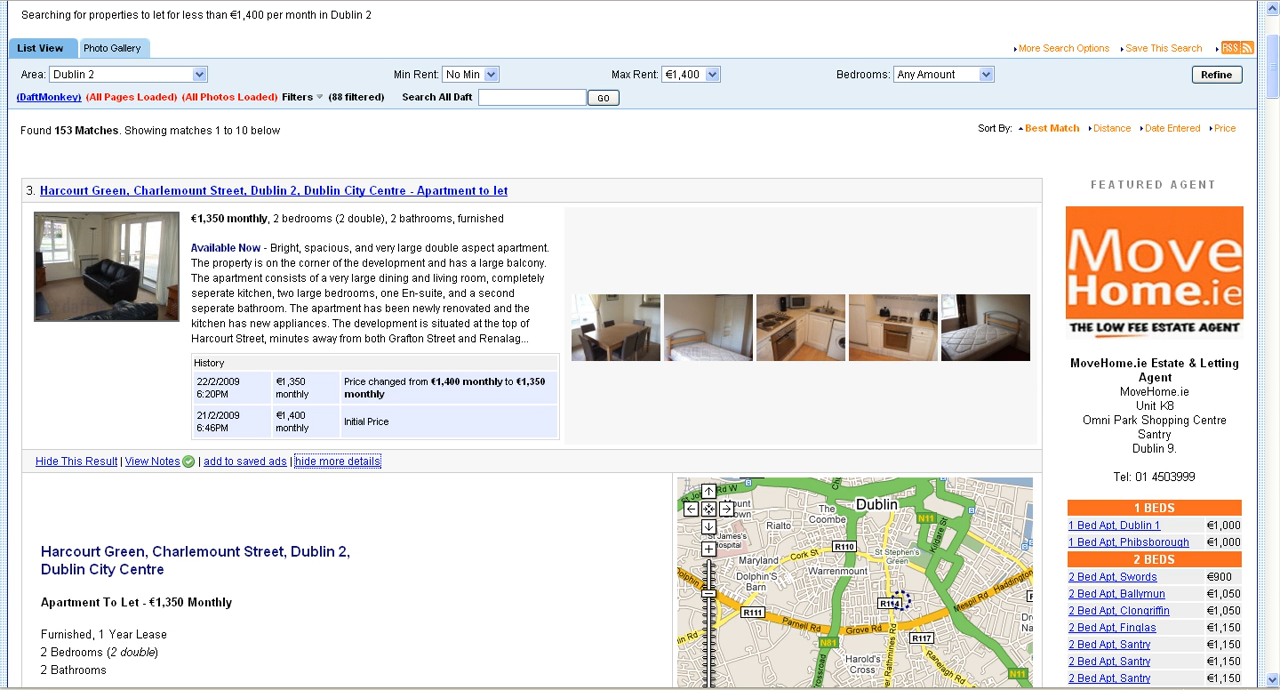 Searching for properties to let for less than €1,400 per month in Dublin 2
List View
Photo Gallery
More Search Options
Save This Search
RSS
Area: Dublin 2
Min Rent: No Min
Max Rent: €1,400
Bedrooms: Any Amount
Refine
(DaftMonkey) (All Pages Loaded) (All Photos Loaded) Filters (88 filtered) Search All Daft GO
Found 153 Matches. Showing matches 1 to 10 below
Sort By: Best Match Distance Date Entered Price
3. Harcourt Green, Charlemount Street, Dublin 2, Dublin City Centre - Apartment to let
€1,350 monthly, 2 bedrooms (2 double), 2 bathrooms, furnished
Available Now - Bright, spacious, and very large double aspect apartment.
The property is on the corner of the development and has a large balcony.
The apartment consists of a very large dining and living room, completely
seperate kitchen, two large bedrooms, one En-suite, and a second
seperate bathroom. The apartment has been newly renovated and the
kitchen has new appliances. The development is situated at the top of
Harcourt Street, minutes away from both Grafton Street and Renalag...
History
22/2/2009
6:20PM
€1,350
monthly
Price changed from €1,400 monthly to €1,350
monthly
21/2/2009
6:46PM
€1,400
monthly
Initial Price
Hide This Result | View Notes | add to saved ads | hide more details
Harcourt Green, Charlemount Street, Dublin 2,
Dublin City Centre
Apartment To Let - €1,350 Monthly
Furnished, 1 Year Lease
2 Bedrooms (2 double)
2 Bathrooms
Dublin
The
Coombe
Rialto
St James's
Hospital
Maryland
Cork St
R110
N11
Kildare St
St Stephen's
Green
Dolphin's
Barn
Warrenmount
R114
R111
Parnell Rd
Grove Rd
Mespil Rd
Haddington
N81
R117
Harold's
Cross
Ranelagh Rd
N11
FEATURED AGENT
Move
Home.ie
THE LOW FEE ESTATE AGENT
MoveHome.ie Estate & Letting
Agent
MoveHome.ie
Unit K8
Omni Park Shopping Centre
Santry
Dublin 9.
Tel: 01 4503999
1 BEDS
1 Bed Apt, Dublin 1 €1,000
1 Bed Apt, Phibsborough €1,000
2 BEDS
2 Bed Apt, Swords €900
2 Bed Apt, Ballymun €1,050
2 Bed Apt, Clongriffin €1,050
2 Bed Apt, Finglas €1,150
2 Bed Apt, Santry €1,150
2 Bed Apt, Santry €1,150
2 Bed Apt, Santry €1,150